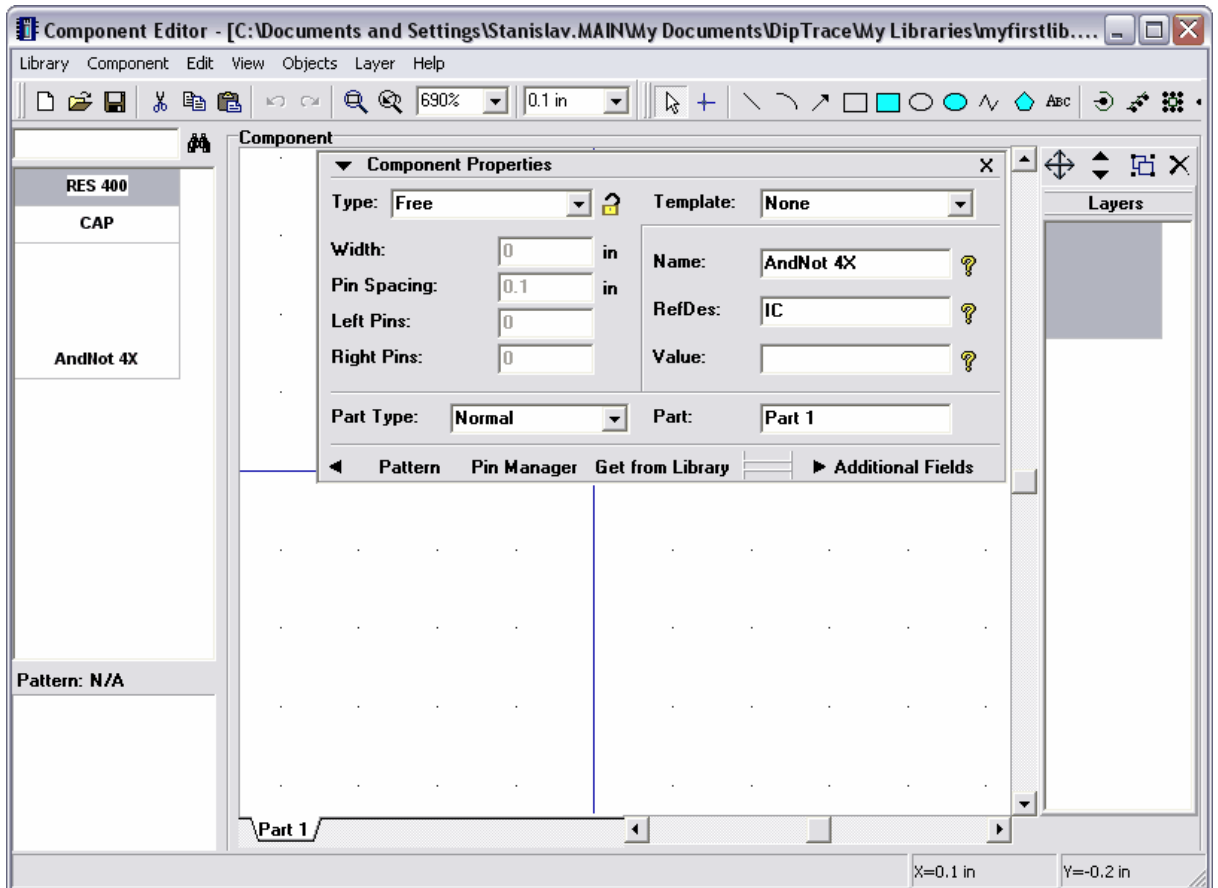 Component Editor - [C:\Documents and Settings\Stanislav.MAIN\My Documents\DipTrace\My Libraries\myfirstlib....
Library Component Edit View Objects Layer Help
690% 0.1 in ABC
Component
Component Properties X
RES 400
CAP
AndNot 4X
Type: Free Template: None
Width: 0 in
Pin Spacing: 0.1 in
Left Pins: 0
Right Pins: 0
Name: AndNot 4X
RefDes: IC
Value:
Part Type: Normal Part: Part 1
Pattern Pin Manager Get from Library Additional Fields
Layers
Pattern: N/A
Part 1
X=0.1 in Y=-0.2 in